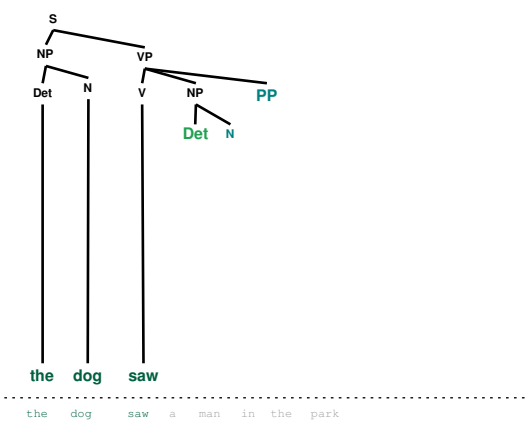 S
NP VP
Det N V NP PP
Det N
the dog saw
the dog saw a man in the park